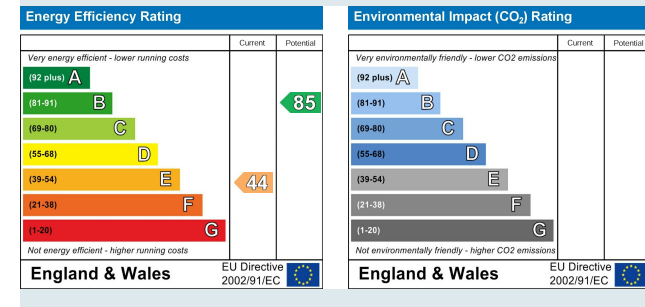 Energy Efficiency Rating
Current Potential
Very energy efficient - lower running costs
(92 plus) A
(81-91) B
85
(69-80) C
(55-68) D
(39-54) E
44
(21-38) F
(1-20) G
Not energy efficient - higher running costs
England & Wales
EU Directive
2002/91/EC
Environmental Impact (CO₂) Rating
Current Potential
Very environmentally friendly - lower CO2 emissions
(92 plus) A
(81-91) B
(69-80) C
(55-68) D
(39-54) E
(21-38) F
(1-20) G
Not environmentally friendly - higher CO2 emissions
England & Wales
EU Directive
2002/91/EC